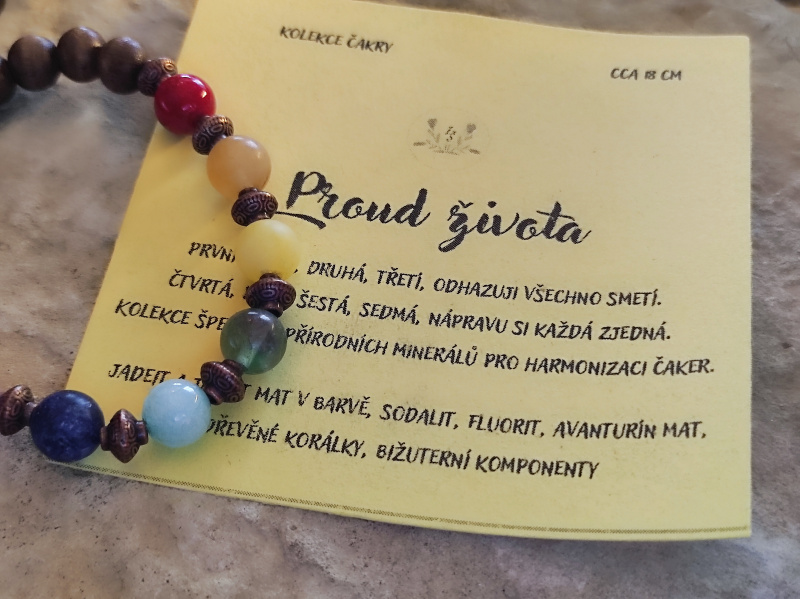 KOLEKCE ČAKRY
CCA 18 CM
Proud života
DRUHÁ, TŘETÍ, ODHAZUJI VŠECHNO SMETÍ.
ČTVRTÁ, ŠESTÁ, SEDMÁ, NÁPRAVU SI KAŽDÁ ZJEDNÁ.
KOLEKCE PŘÍRODNÍCH MINERÁLŮ PRO HARMONIZACI ČAKER.
JADEIT A MAT V BARVĚ, SODALIT, FLUORIT, AVANTURÍN MAT,
DŘEVĚNÉ KORÁLKY, BIŽUTERNÍ KOMPONENTY